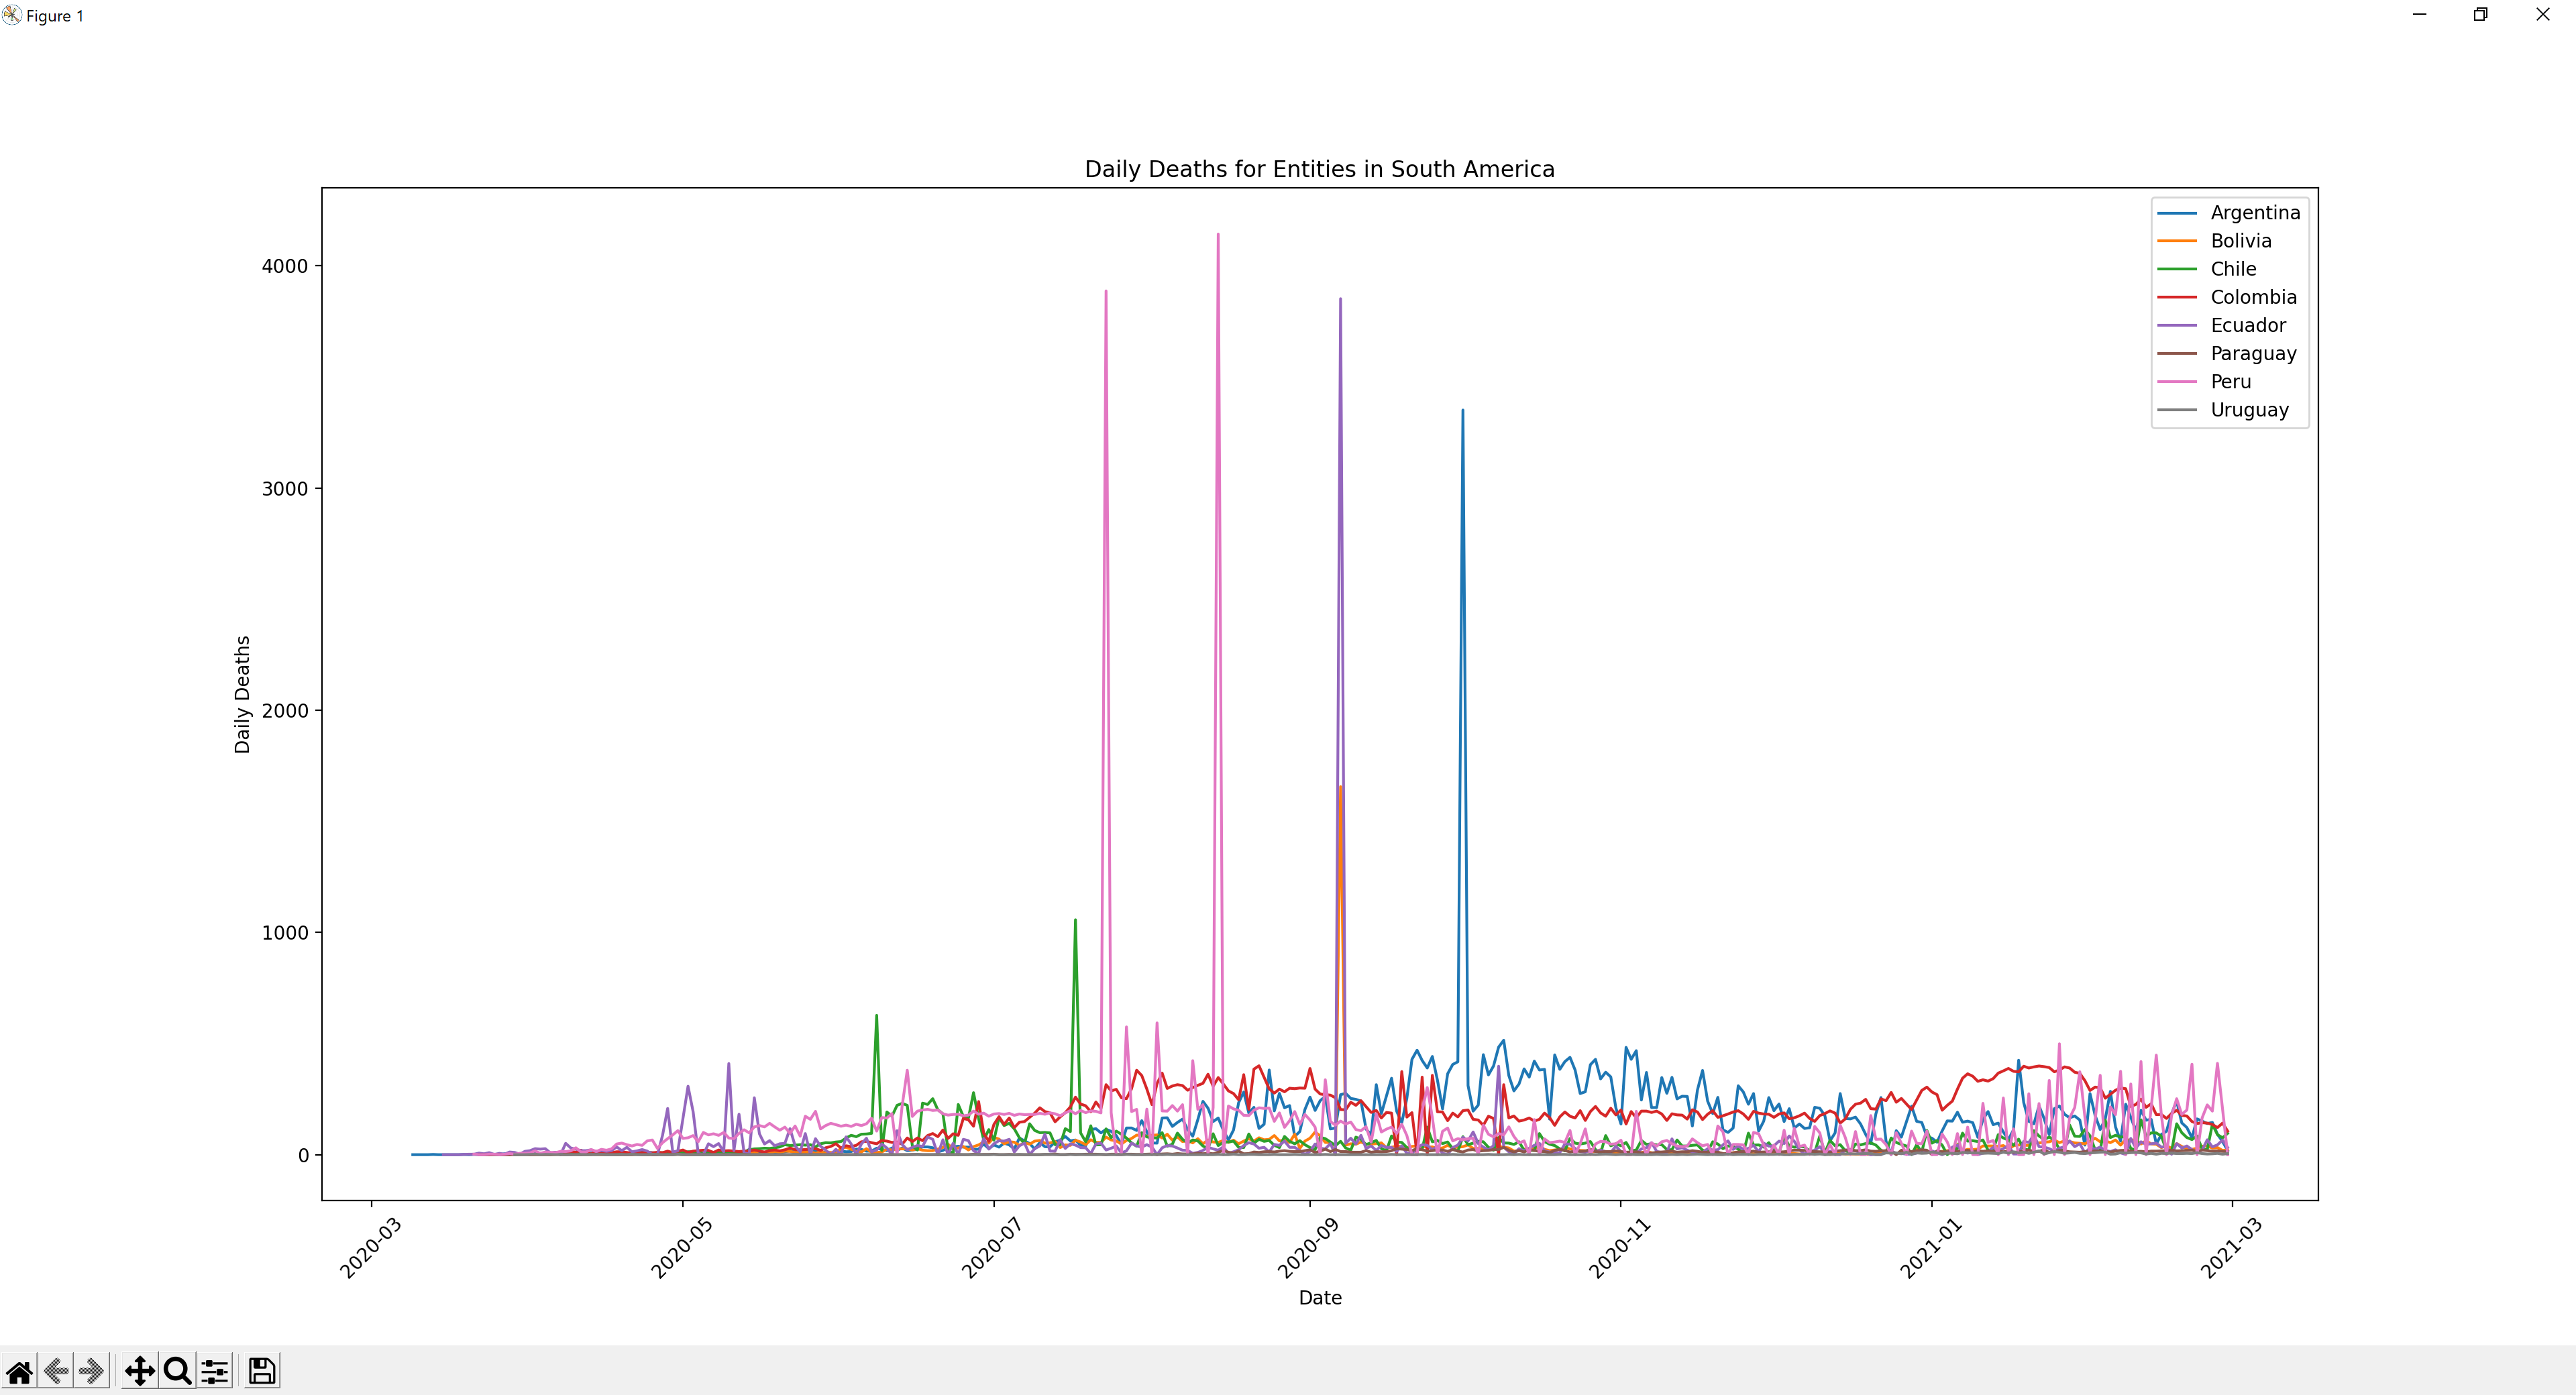 Figure 1
Daily Deaths for Entities in South America
Argentina
Bolivia
Chile
Colombia
Ecuador
Paraguay
Peru
Uruguay
4000
3000
2000
1000
0
Daily Deaths
2020-03
2020-05
2020-07
2020-09
2020-11
2021-01
2021-03
Date